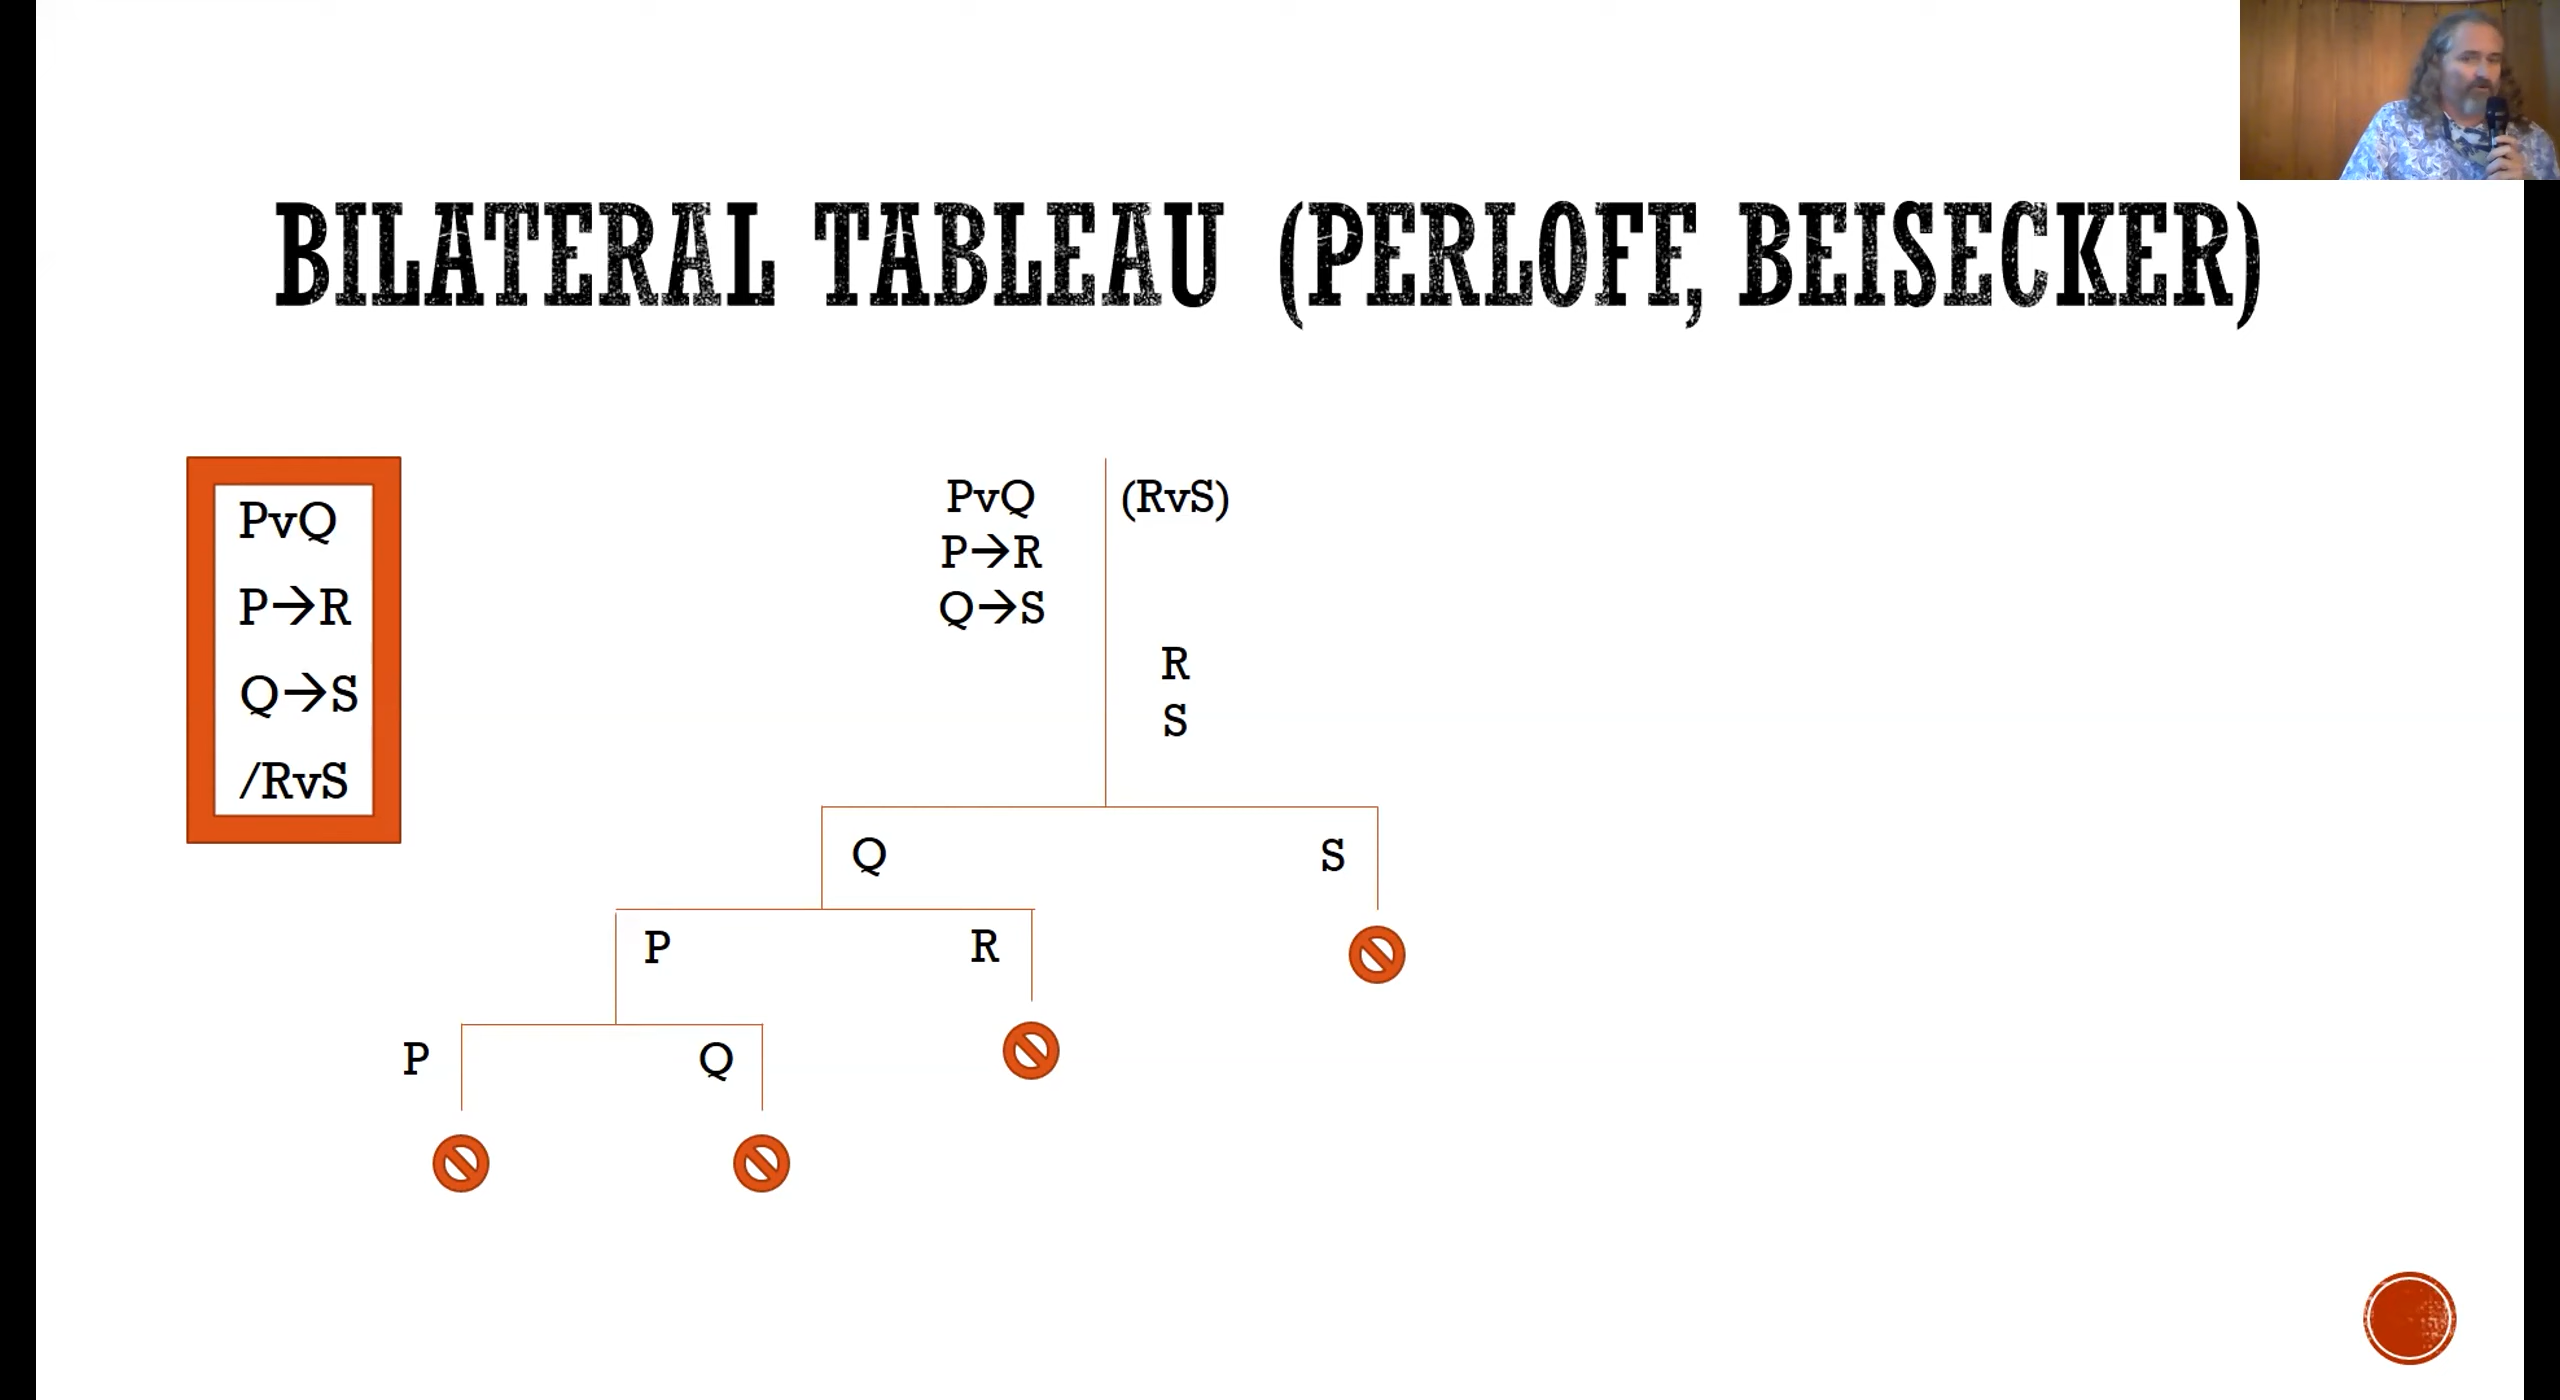 BILATERAL TABLEAU (PERLOFF, BEISECKER)
PvQ
P→R
Q→S
/RvS
PvQ (RvS)
P→R
Q→S
R
S
Q S
P R
P Q